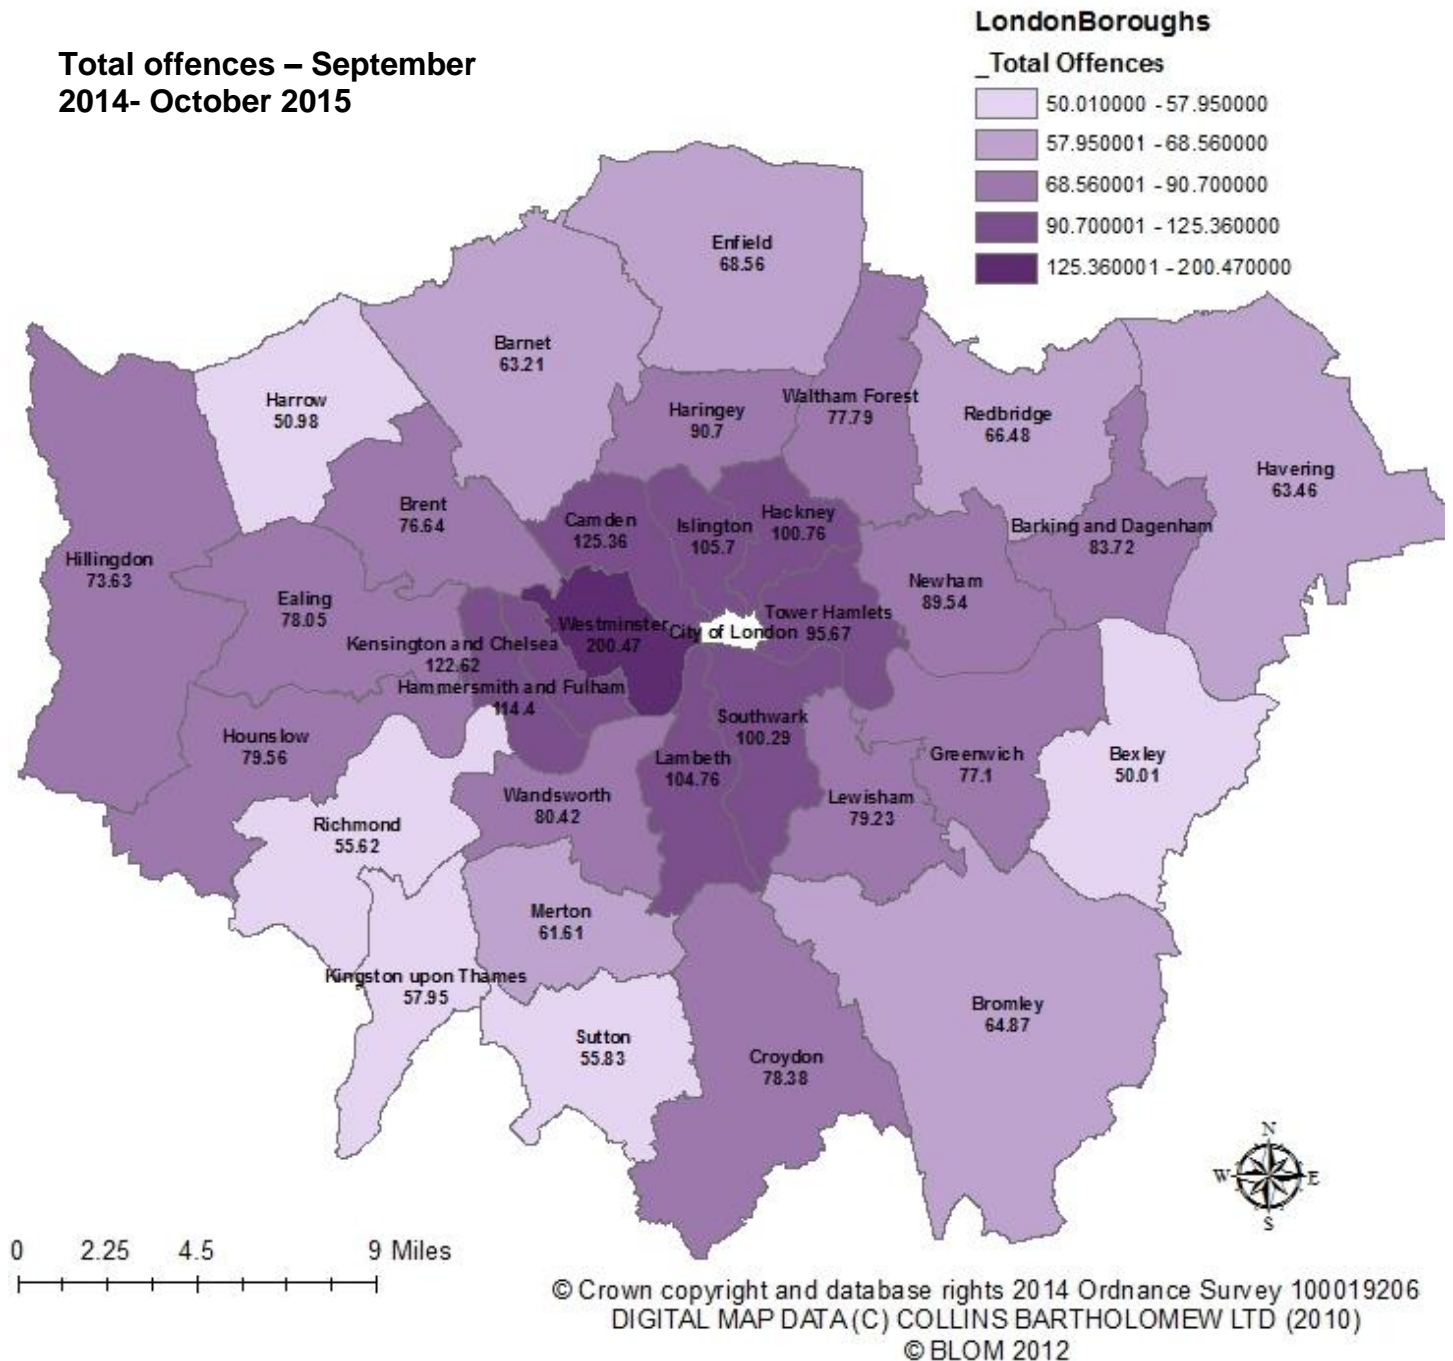 Total offences – September
2014- October 2015
LondonBoroughs
_Total Offences
50.010000 - 57.950000
57.950001 - 68.560000
68.560001 - 90.700000
90.700001 - 125.360000
125.360001 - 200.470000
Enfield
68.56
Barnet
63.21
Harrow
50.98
Haringey
90.7
Waltham Forest
77.79
Redbridge
66.48
Havering
63.46
Brent
76.64
Camden
125.36
Islington
105.7
Hackney
100.76
Barking and Dagenham
83.72
Hillingdon
73.63
Ealing
78.05
Newham
89.54
Kensington and Chelsea
122.62
Westminster
200.47
City of London
Tower Hamlets
95.67
Hammersmith and Fulham
114.4
Hounslow
79.56
Southwark
100.29
Lambeth
104.76
Greenwich
77.1
Bexley
50.01
Wandsworth
80.42
Lewisham
79.23
Richmond
55.62
Merton
61.61
Kingston upon Thames
57.95
Sutton
55.83
Bromley
64.87
Croydon
78.38
N
W E
S
0 2.25 4.5 9 Miles
© Crown copyright and database rights 2014 Ordnance Survey 100019206
DIGITAL MAP DATA (C) COLLINS BARTHOLOMEW LTD (2010)
© BLOM 2012